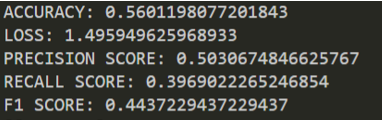 ACCURACY: 0.5601198077201843
LOSS: 1.495949625968933
PRECISION SCORE: 0.5030674846625767
RECALL SCORE: 0.3969022265246854
F1 SCORE: 0.4437229437229437